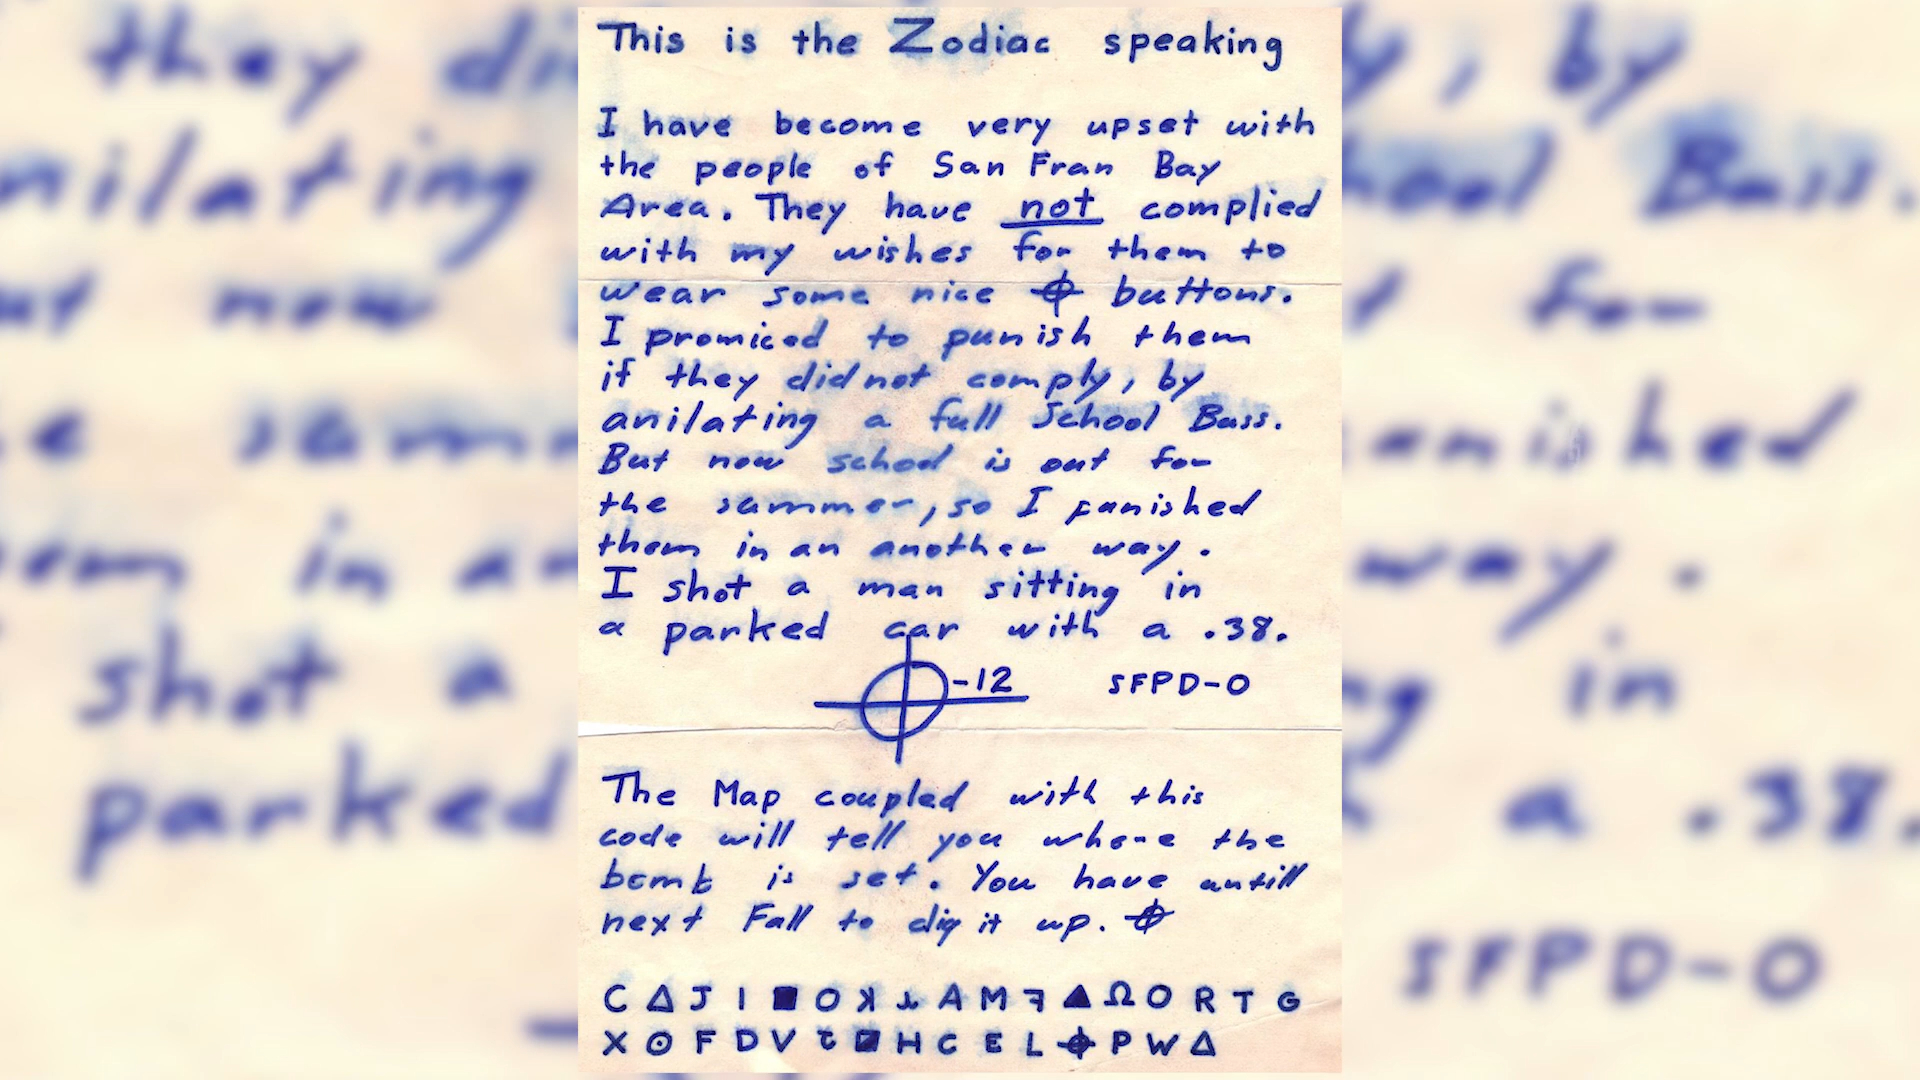 This is the Zodiac speaking
I have become very upset with
the people of San Fran Bay
Area. They have not complied
with my wishes for them to
wear some nice ⌖ buttons.
I promiced to punish them
if they did not comply, by
anilating a full School Buss.
But now school is out for
the summer, so I punished
them in an another way.
I shot a man sitting in
a parked car with a .38.
⌖-12 SFPD-0
The Map coupled with this
code will tell you where the
bomb is set. You have untill
next Fall to dig it up. ⌖
C Δ J I ■ O ꓘ ⅄ A M ꟻ ▲ Ω O R T G
X ⊙ F D V Ʇ ◪ H C E L ⌖ P W Δ